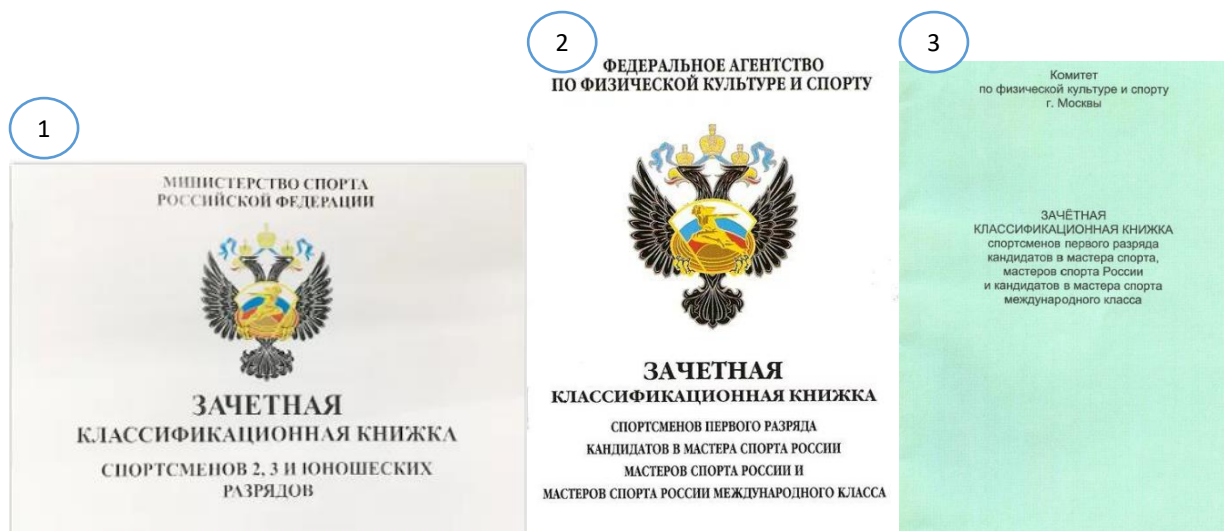 1
МИНИСТЕРСТВО СПОРТА
РОССИЙСКОЙ ФЕДЕРАЦИИ
ЗАЧЕТНАЯ
КЛАССИФИКАЦИОННАЯ КНИЖКА
СПОРТСМЕНОВ 2, 3 И ЮНОШЕСКИХ
РАЗРЯДОВ
2
ФЕДЕРАЛЬНОЕ АГЕНТСТВО
ПО ФИЗИЧЕСКОЙ КУЛЬТУРЕ И СПОРТУ
ЗАЧЕТНАЯ
КЛАССИФИКАЦИОННАЯ КНИЖКА
СПОРТСМЕНОВ ПЕРВОГО РАЗРЯДА
КАНДИДАТОВ В МАСТЕРА СПОРТА РОССИИ
МАСТЕРОВ СПОРТА РОССИИ И
МАСТЕРОВ СПОРТА РОССИИ МЕЖДУНАРОДНОГО КЛАССА
3
Комитет
по физической культуре и спорту
г. Москвы
ЗАЧЁТНАЯ
КЛАССИФИКАЦИОННАЯ КНИЖКА
спортсменов первого разряда
кандидатов в мастера спорта,
мастеров спорта России
и кандидатов в мастера спорта
международного класса